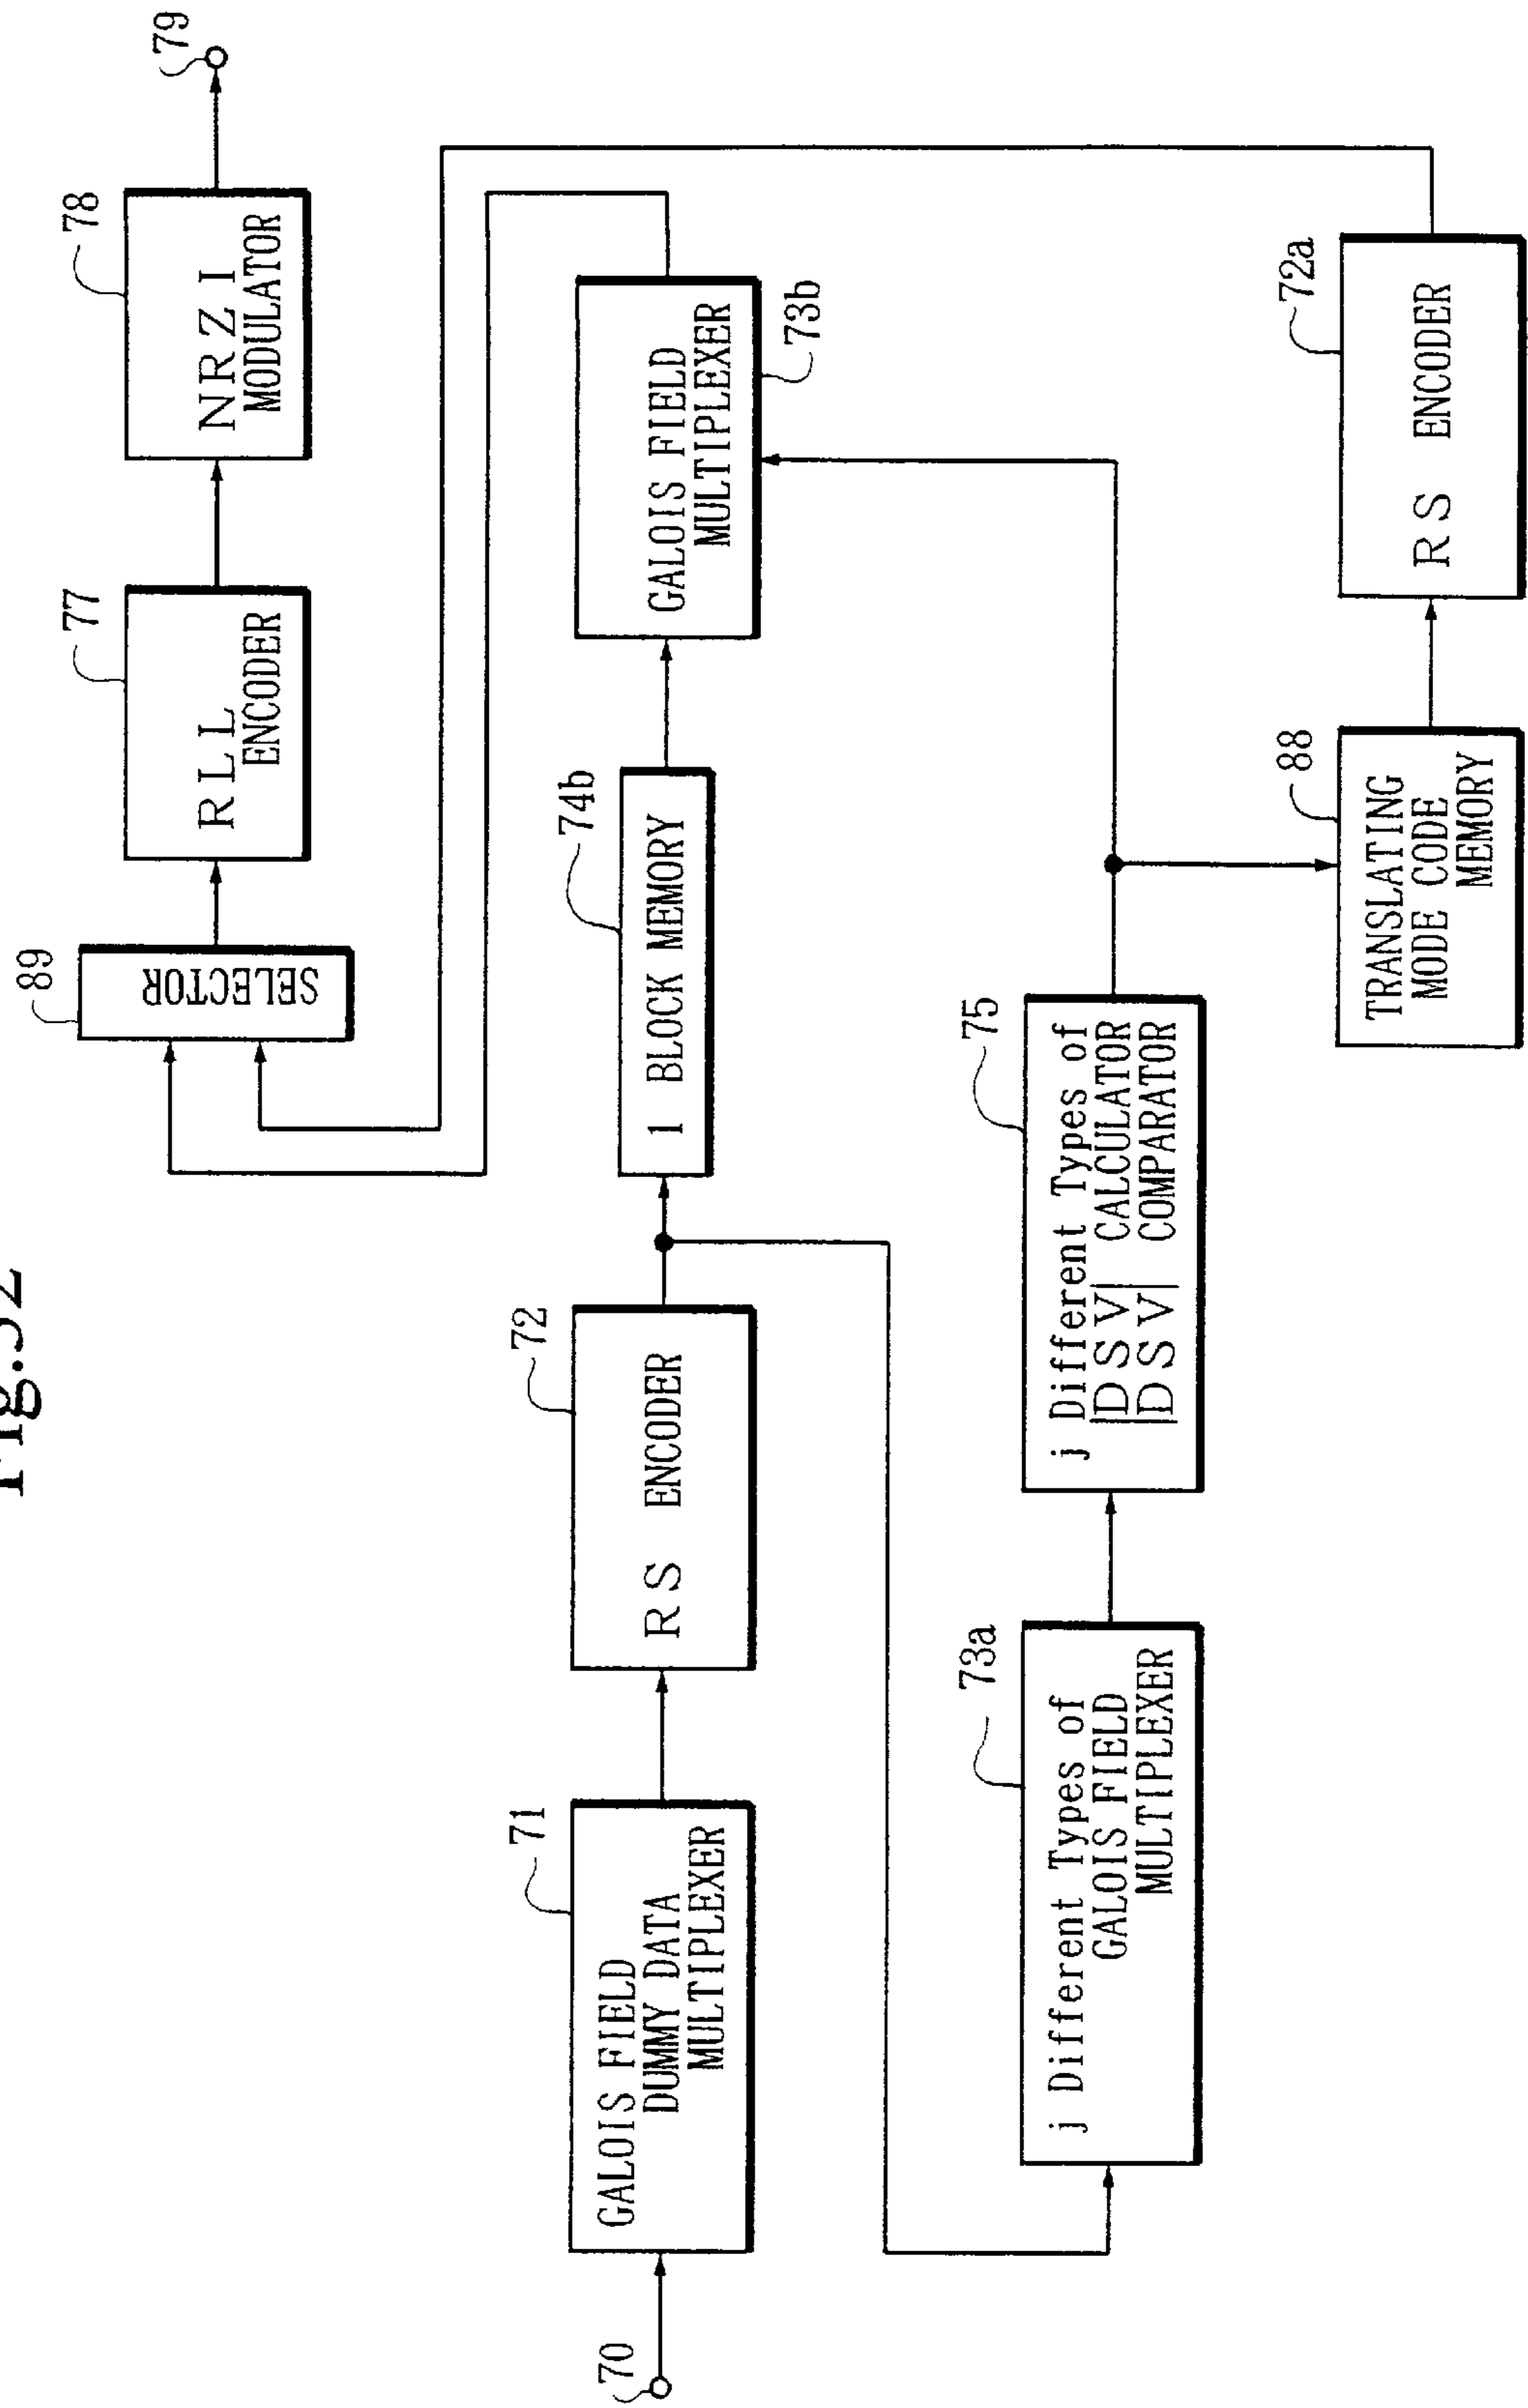 Fig.32
70
GALOIS FIELD
DUMMY DATA
MULTIPLEXER
71
RS ENCODER
72
1 BLOCK MEMORY
74b
GALOIS FIELD
MULTIPLEXER
73b
j Different Types of
GALOIS FIELD
MULTIPLEXER
73a
j Different Types of
|DSV| CALCULATOR
|DSV| COMPARATOR
75
TRANSLATING
MODE CODE
MEMORY
88
RS ENCODER
72a
SELECTOR
89
RLL
ENCODER
77
NRZI
MODULATOR
78
79